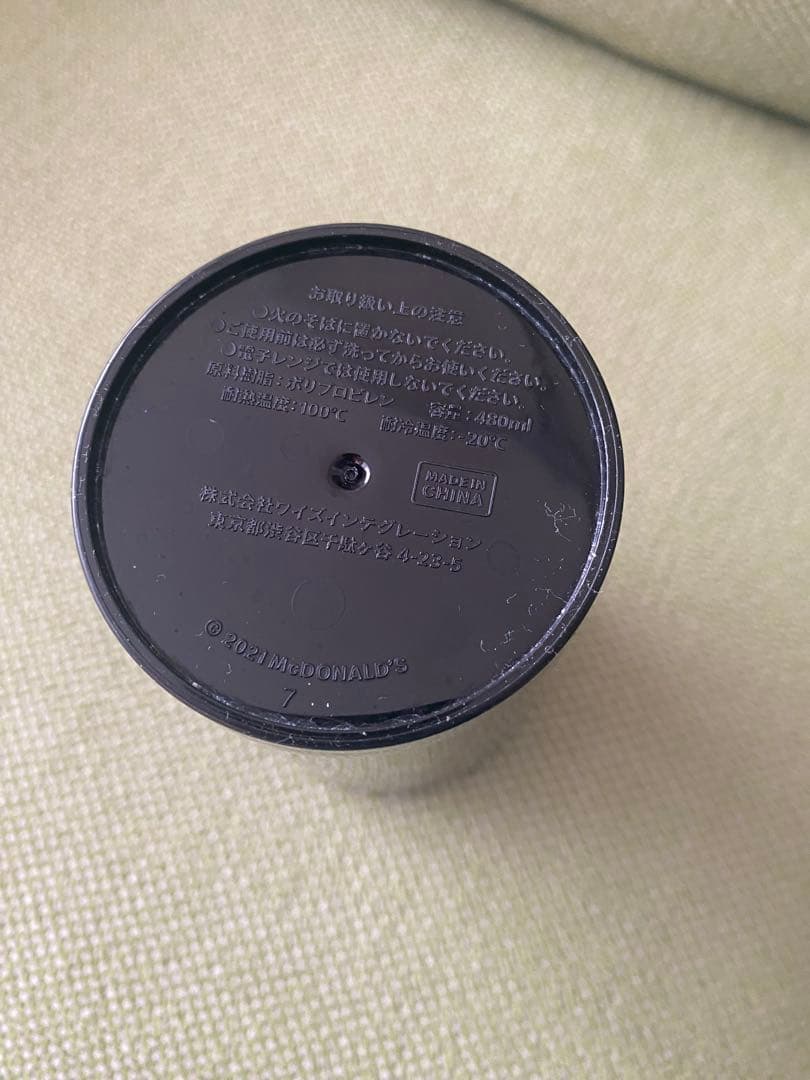 お取り扱い上の注意
○火のそばに置かないでください。
○ご使用前は必ず洗ってからお使いください。
○電子レンジでは使用しないでください。
原料樹脂：ポリプロピレン　容量：480ml
耐熱温度：100℃　耐冷温度：-20℃
MADE IN
CHINA
株式会社ワイズインテグレーション
東京都渋谷区千駄ヶ谷 4-23-5
© 2021 McDONALD'S
7